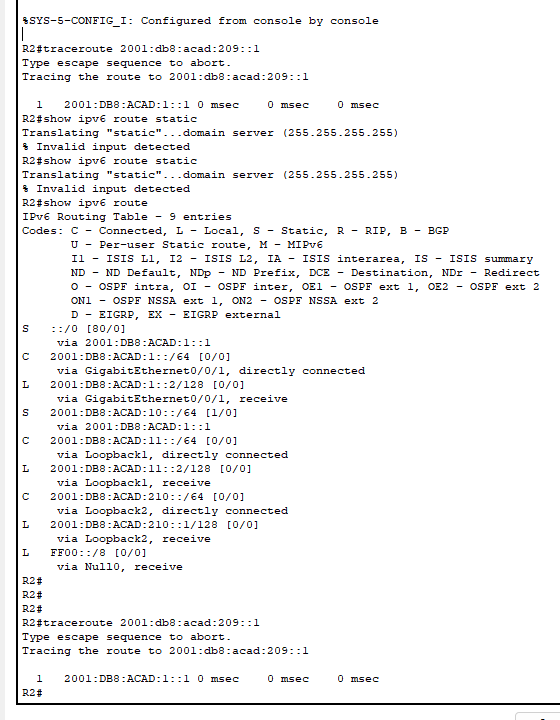 %SYS-5-CONFIG_I: Configured from console by console
R2#traceroute 2001:db8:acad:209::1
Type escape sequence to abort.
Tracing the route to 2001:db8:acad:209::1
1 2001:DB8:ACAD:1::1 0 msec 0 msec 0 msec
R2#show ipv6 route static
Translating "static"...domain server (255.255.255.255)
% Invalid input detected
R2#show ipv6 route static
Translating "static"...domain server (255.255.255.255)
% Invalid input detected
R2#show ipv6 route
IPv6 Routing Table - 9 entries
Codes: C - Connected, L - Local, S - Static, R - RIP, B - BGP
U - Per-user Static route, M - MIPv6
I1 - ISIS L1, I2 - ISIS L2, IA - ISIS interarea, IS - ISIS summary
ND - ND Default, NDp - ND Prefix, DCE - Destination, NDr - Redirect
O - OSPF intra, OI - OSPF inter, OE1 - OSPF ext 1, OE2 - OSPF ext 2
ON1 - OSPF NSSA ext 1, ON2 - OSPF NSSA ext 2
D - EIGRP, EX - EIGRP external
S ::/0 [80/0]
via 2001:DB8:ACAD:1::1
C 2001:DB8:ACAD:1::/64 [0/0]
via GigabitEthernet0/0/1, directly connected
L 2001:DB8:ACAD:1::2/128 [0/0]
via GigabitEthernet0/0/1, receive
S 2001:DB8:ACAD:10::/64 [1/0]
via 2001:DB8:ACAD:1::1
C 2001:DB8:ACAD:11::/64 [0/0]
via Loopback1, directly connected
L 2001:DB8:ACAD:11::2/128 [0/0]
via Loopback1, receive
C 2001:DB8:ACAD:210::/64 [0/0]
via Loopback2, directly connected
L 2001:DB8:ACAD:210::1/128 [0/0]
via Loopback2, receive
L FF00::/8 [0/0]
via Null0, receive
R2#
R2#
R2#
R2#traceroute 2001:db8:acad:209::1
Type escape sequence to abort.
Tracing the route to 2001:db8:acad:209::1
1 2001:DB8:ACAD:1::1 0 msec 0 msec 0 msec
R2#